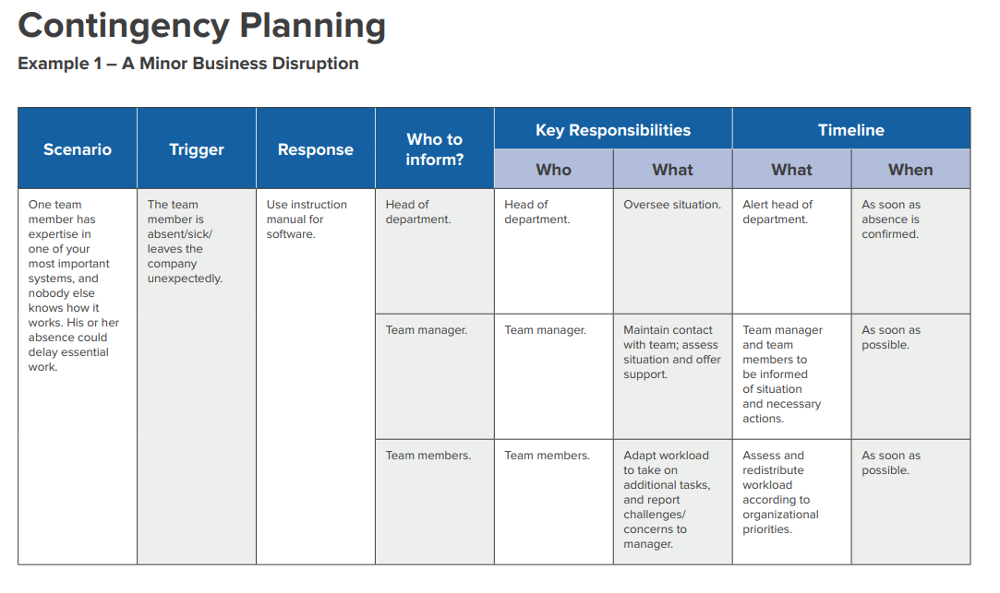 Contingency Planning
Example 1 – A Minor Business Disruption
Scenario
Trigger
Response
Who to
inform?
Key Responsibilities
Timeline
Who
What
What
When
One team
member has
expertise in
one of your
most important
systems, and
nobody else
knows how it
works. His or her
absence could
delay essential
work.
The team
member is
absent/sick/
leaves the
company
unexpectedly.
Use instruction
manual for
software.
Head of
department.
Head of
department.
Oversee situation.
Alert head of
department.
As soon as
absence is
confirmed.
Team manager.
Team manager.
Maintain contact
with team; assess
situation and offer
support.
Team manager
and team
members to
be informed
of situation
and necessary
actions.
As soon as
possible.
Team members.
Team members.
Adapt workload
to take on
additional tasks,
and report
challenges/
concerns to
manager.
Assess and
redistribute
workload
according to
organizational
priorities.
As soon as
possible.